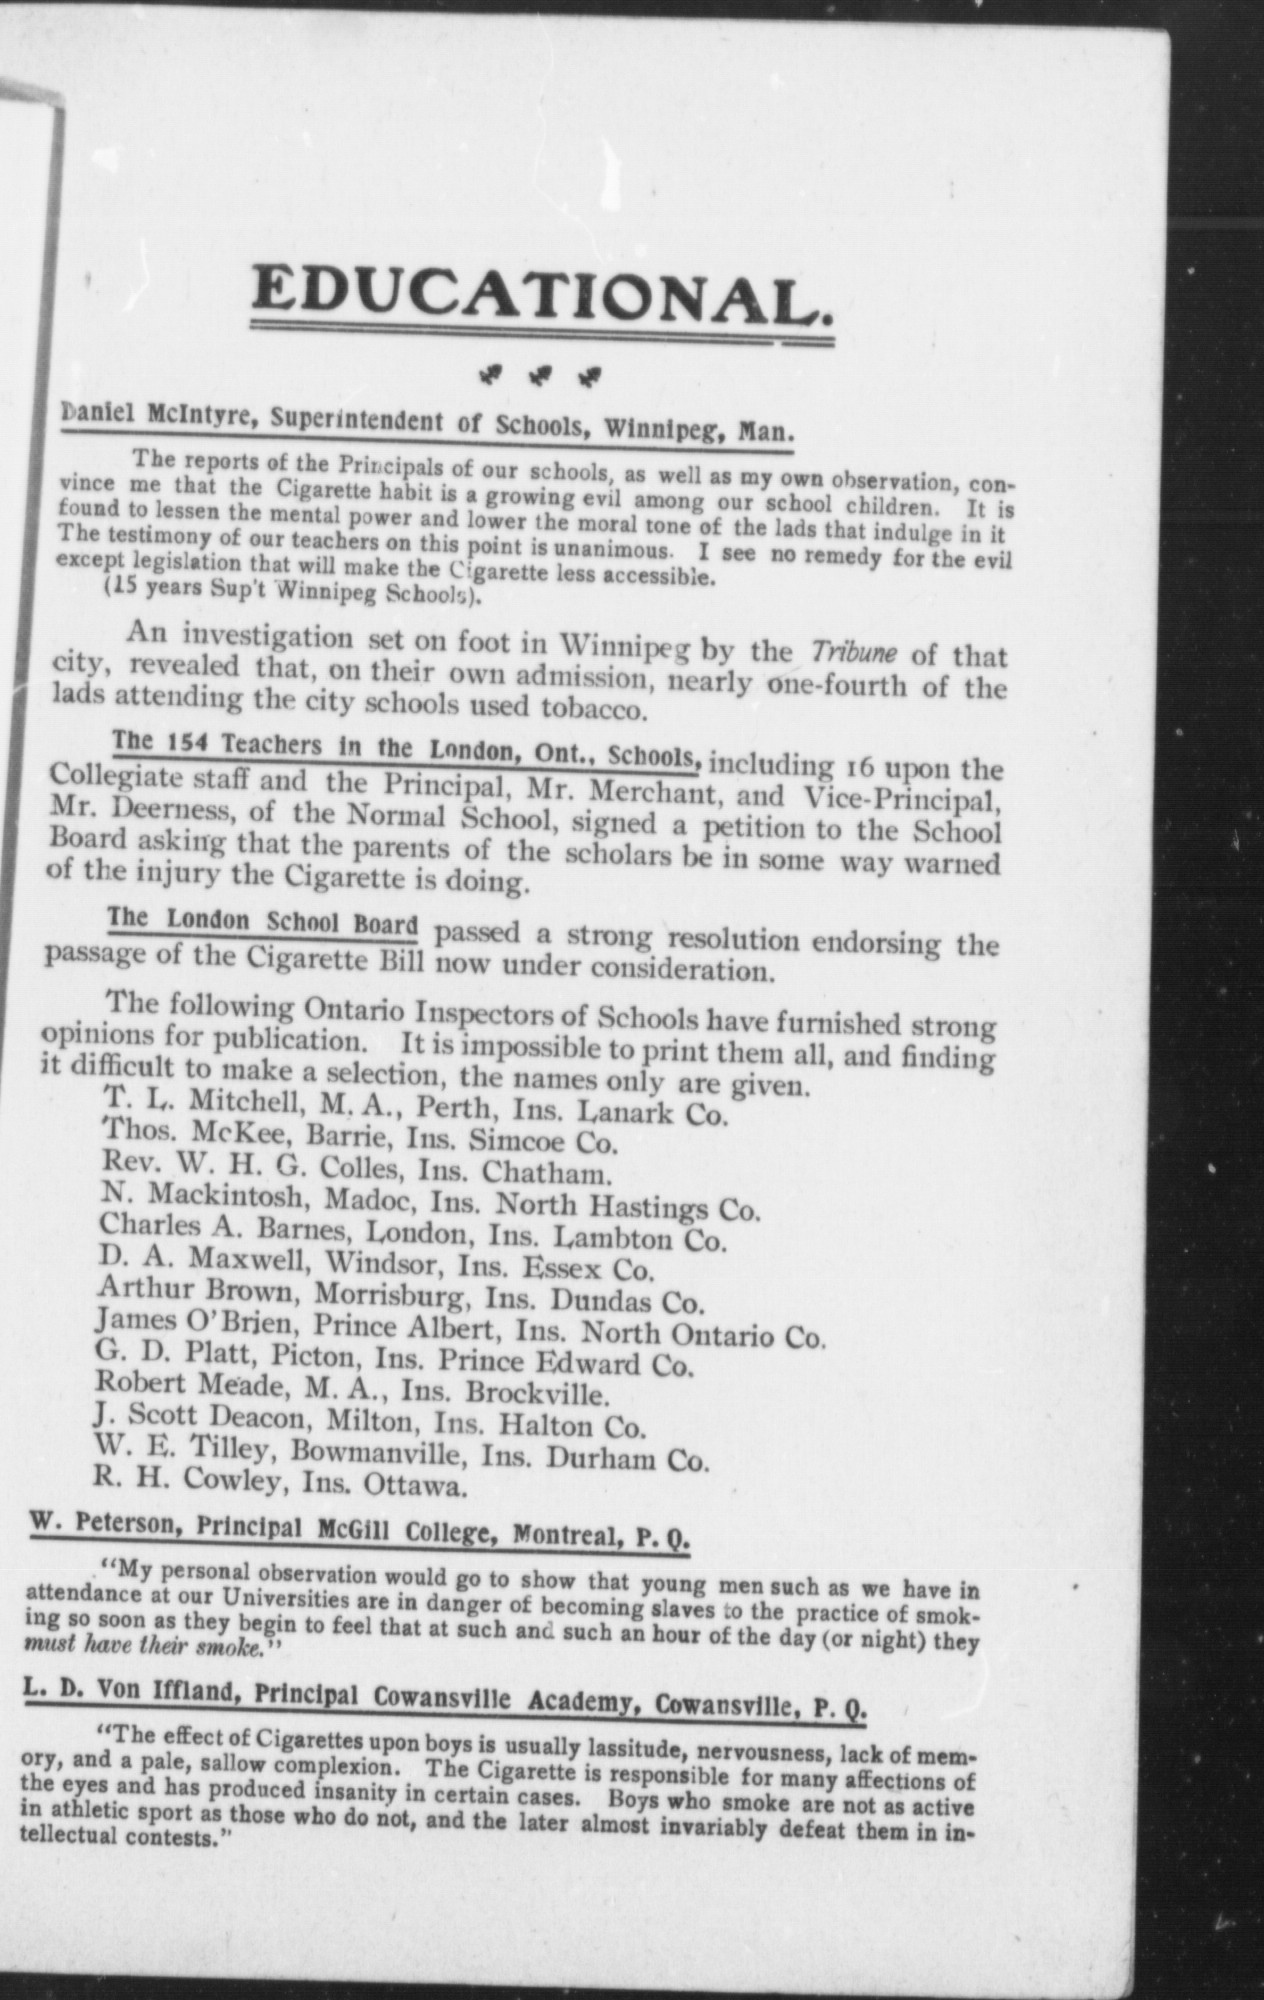 EDUCATIONAL.
Daniel McIntyre, Superintendent of Schools, Winnipeg, Man.
The reports of the Principals of our schools, as well as my own observation, con-
vince me that the Cigarette habit is a growing evil among our school children. It is
found to lessen the mental power and lower the moral tone of the lads that indulge in it
The testimony of our teachers on this point is unanimous. I see no remedy for the evil
except legislation that will make the Cigarette less accessible.
(15 years Sup't Winnipeg Schools).
An investigation set on foot in Winnipeg by the Tribune of that
city, revealed that, on their own admission, nearly one-fourth of the
lads attending the city schools used tobacco.
The 154 Teachers in the London, Ont., Schools, including 16 upon the
Collegiate staff and the Principal, Mr. Merchant, and Vice-Principal,
Mr. Deerness, of the Normal School, signed a petition to the School
Board asking that the parents of the scholars be in some way warned
of the injury the Cigarette is doing.
The London School Board passed a strong resolution endorsing the
passage of the Cigarette Bill now under consideration.
The following Ontario Inspectors of Schools have furnished strong
opinions for publication. It is impossible to print them all, and finding
it difficult to make a selection, the names only are given.
T. L. Mitchell, M. A., Perth, Ins. Lanark Co.
Thos. McKee, Barrie, Ins. Simcoe Co.
Rev. W. H. G. Colles, Ins. Chatham.
N. Mackintosh, Madoc, Ins. North Hastings Co.
Charles A. Barnes, London, Ins. Lambton Co.
D. A. Maxwell, Windsor, Ins. Essex Co.
Arthur Brown, Morrisburg, Ins. Dundas Co.
James O'Brien, Prince Albert, Ins. North Ontario Co.
G. D. Platt, Picton, Ins. Prince Edward Co.
Robert Meade, M. A., Ins. Brockville.
J. Scott Deacon, Milton, Ins. Halton Co.
W. E. Tilley, Bowmanville, Ins. Durham Co.
R. H. Cowley, Ins. Ottawa.
W. Peterson, Principal McGill College, Montreal, P. Q.
"My personal observation would go to show that young men such as we have in
attendance at our Universities are in danger of becoming slaves to the practice of smok-
ing so soon as they begin to feel that at such and such an hour of the day (or night) they
must have their smoke."
L. D. Von Iffland, Principal Cowansville Academy, Cowansville, P. Q.
"The effect of Cigarettes upon boys is usually lassitude, nervousness, lack of mem-
ory, and a pale, sallow complexion. The Cigarette is responsible for many affections of
the eyes and has produced insanity in certain cases. Boys who smoke are not as active
in athletic sport as those who do not, and the later almost invariably defeat them in in-
tellectual contests."